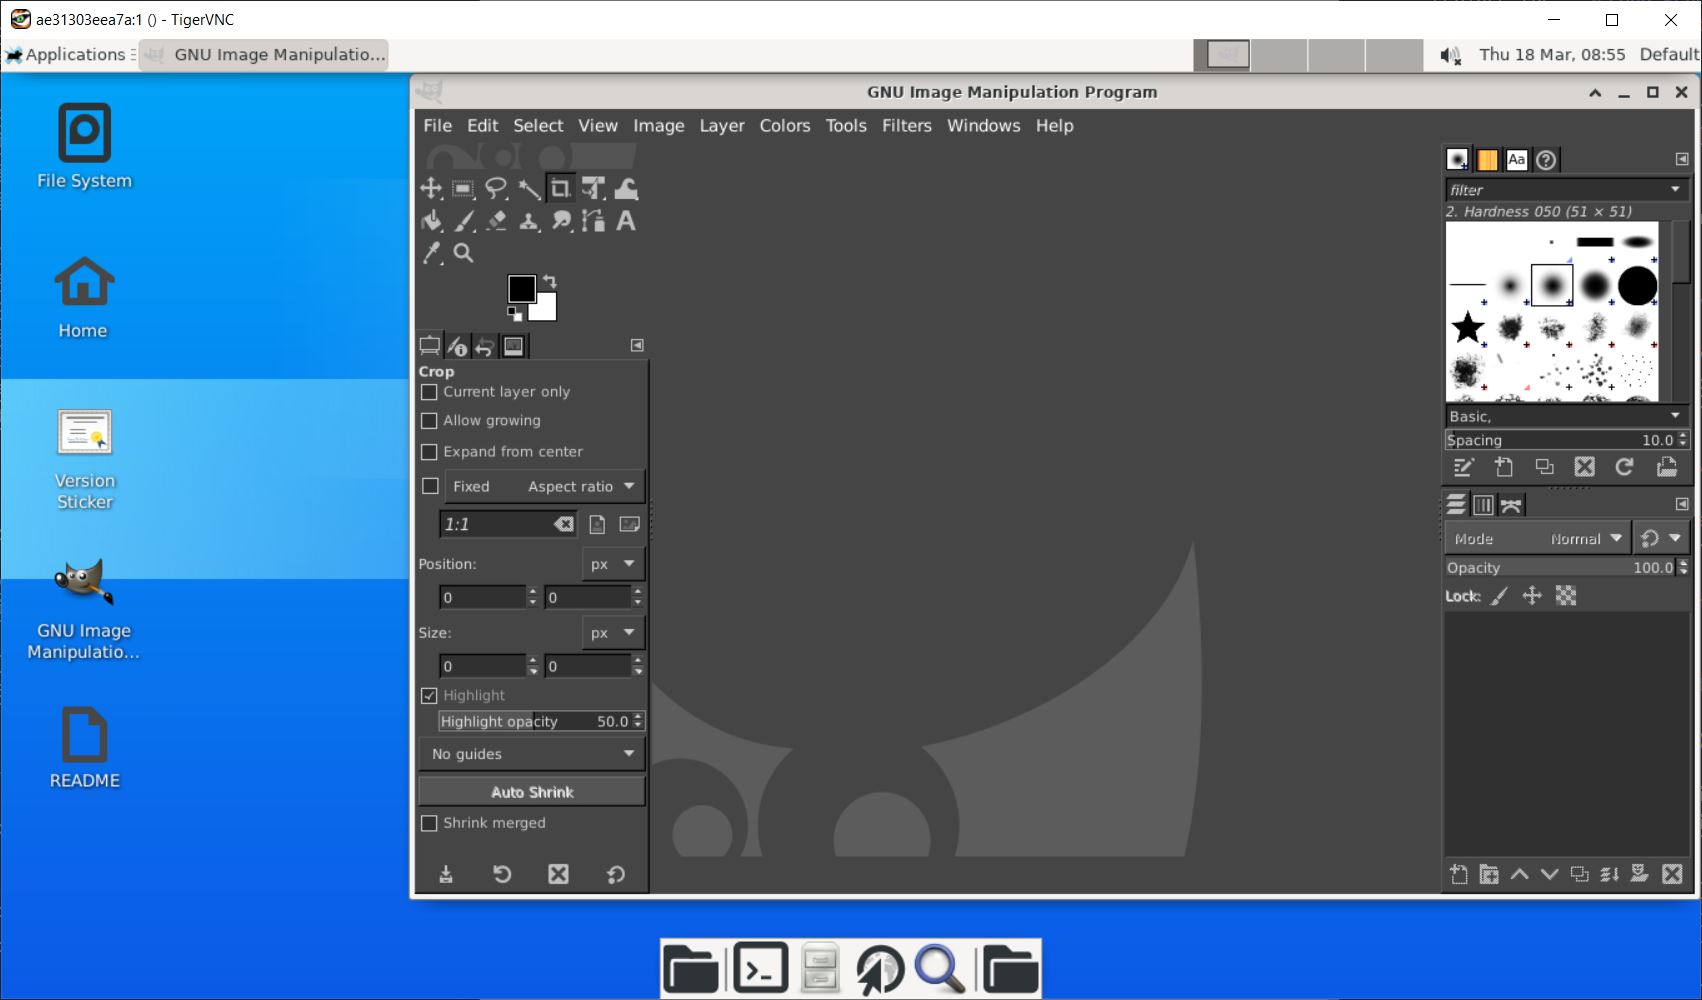 ae31303eea7a:1 () - TigerVNC
Applications
GNU Image Manipulatio...
Thu 18 Mar, 08:55
Default
File System
Home
Version
Sticker
GNU Image
Manipulatio...
README
GNU Image Manipulation Program
File Edit Select View Image Layer Colors Tools Filters Windows Help
Crop
Current layer only
Allow growing
Expand from center
Fixed Aspect ratio
1:1
Position: px
0 0
Size: px
0 0
Highlight
Highlight opacity 50.0
No guides
Auto Shrink
Shrink merged
Aa
filter
2. Hardness 050 (51 × 51)
Basic,
Spacing 10.0
Mode Normal
Opacity 100.0
Lock: